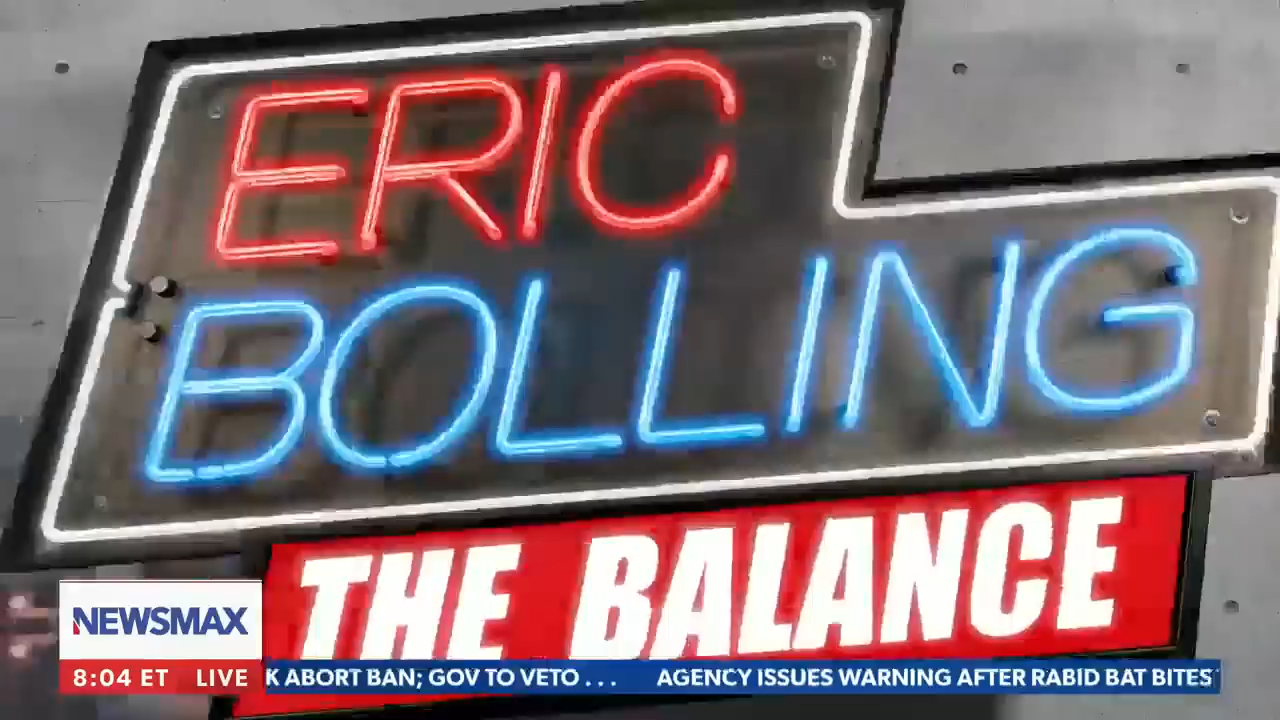 ERIC
BOLLING
THE BALANCE
NEWSMAX
8:04 ET LIVE
K ABORT BAN; GOV TO VETO . . . AGENCY ISSUES WARNING AFTER RABID BAT BITES